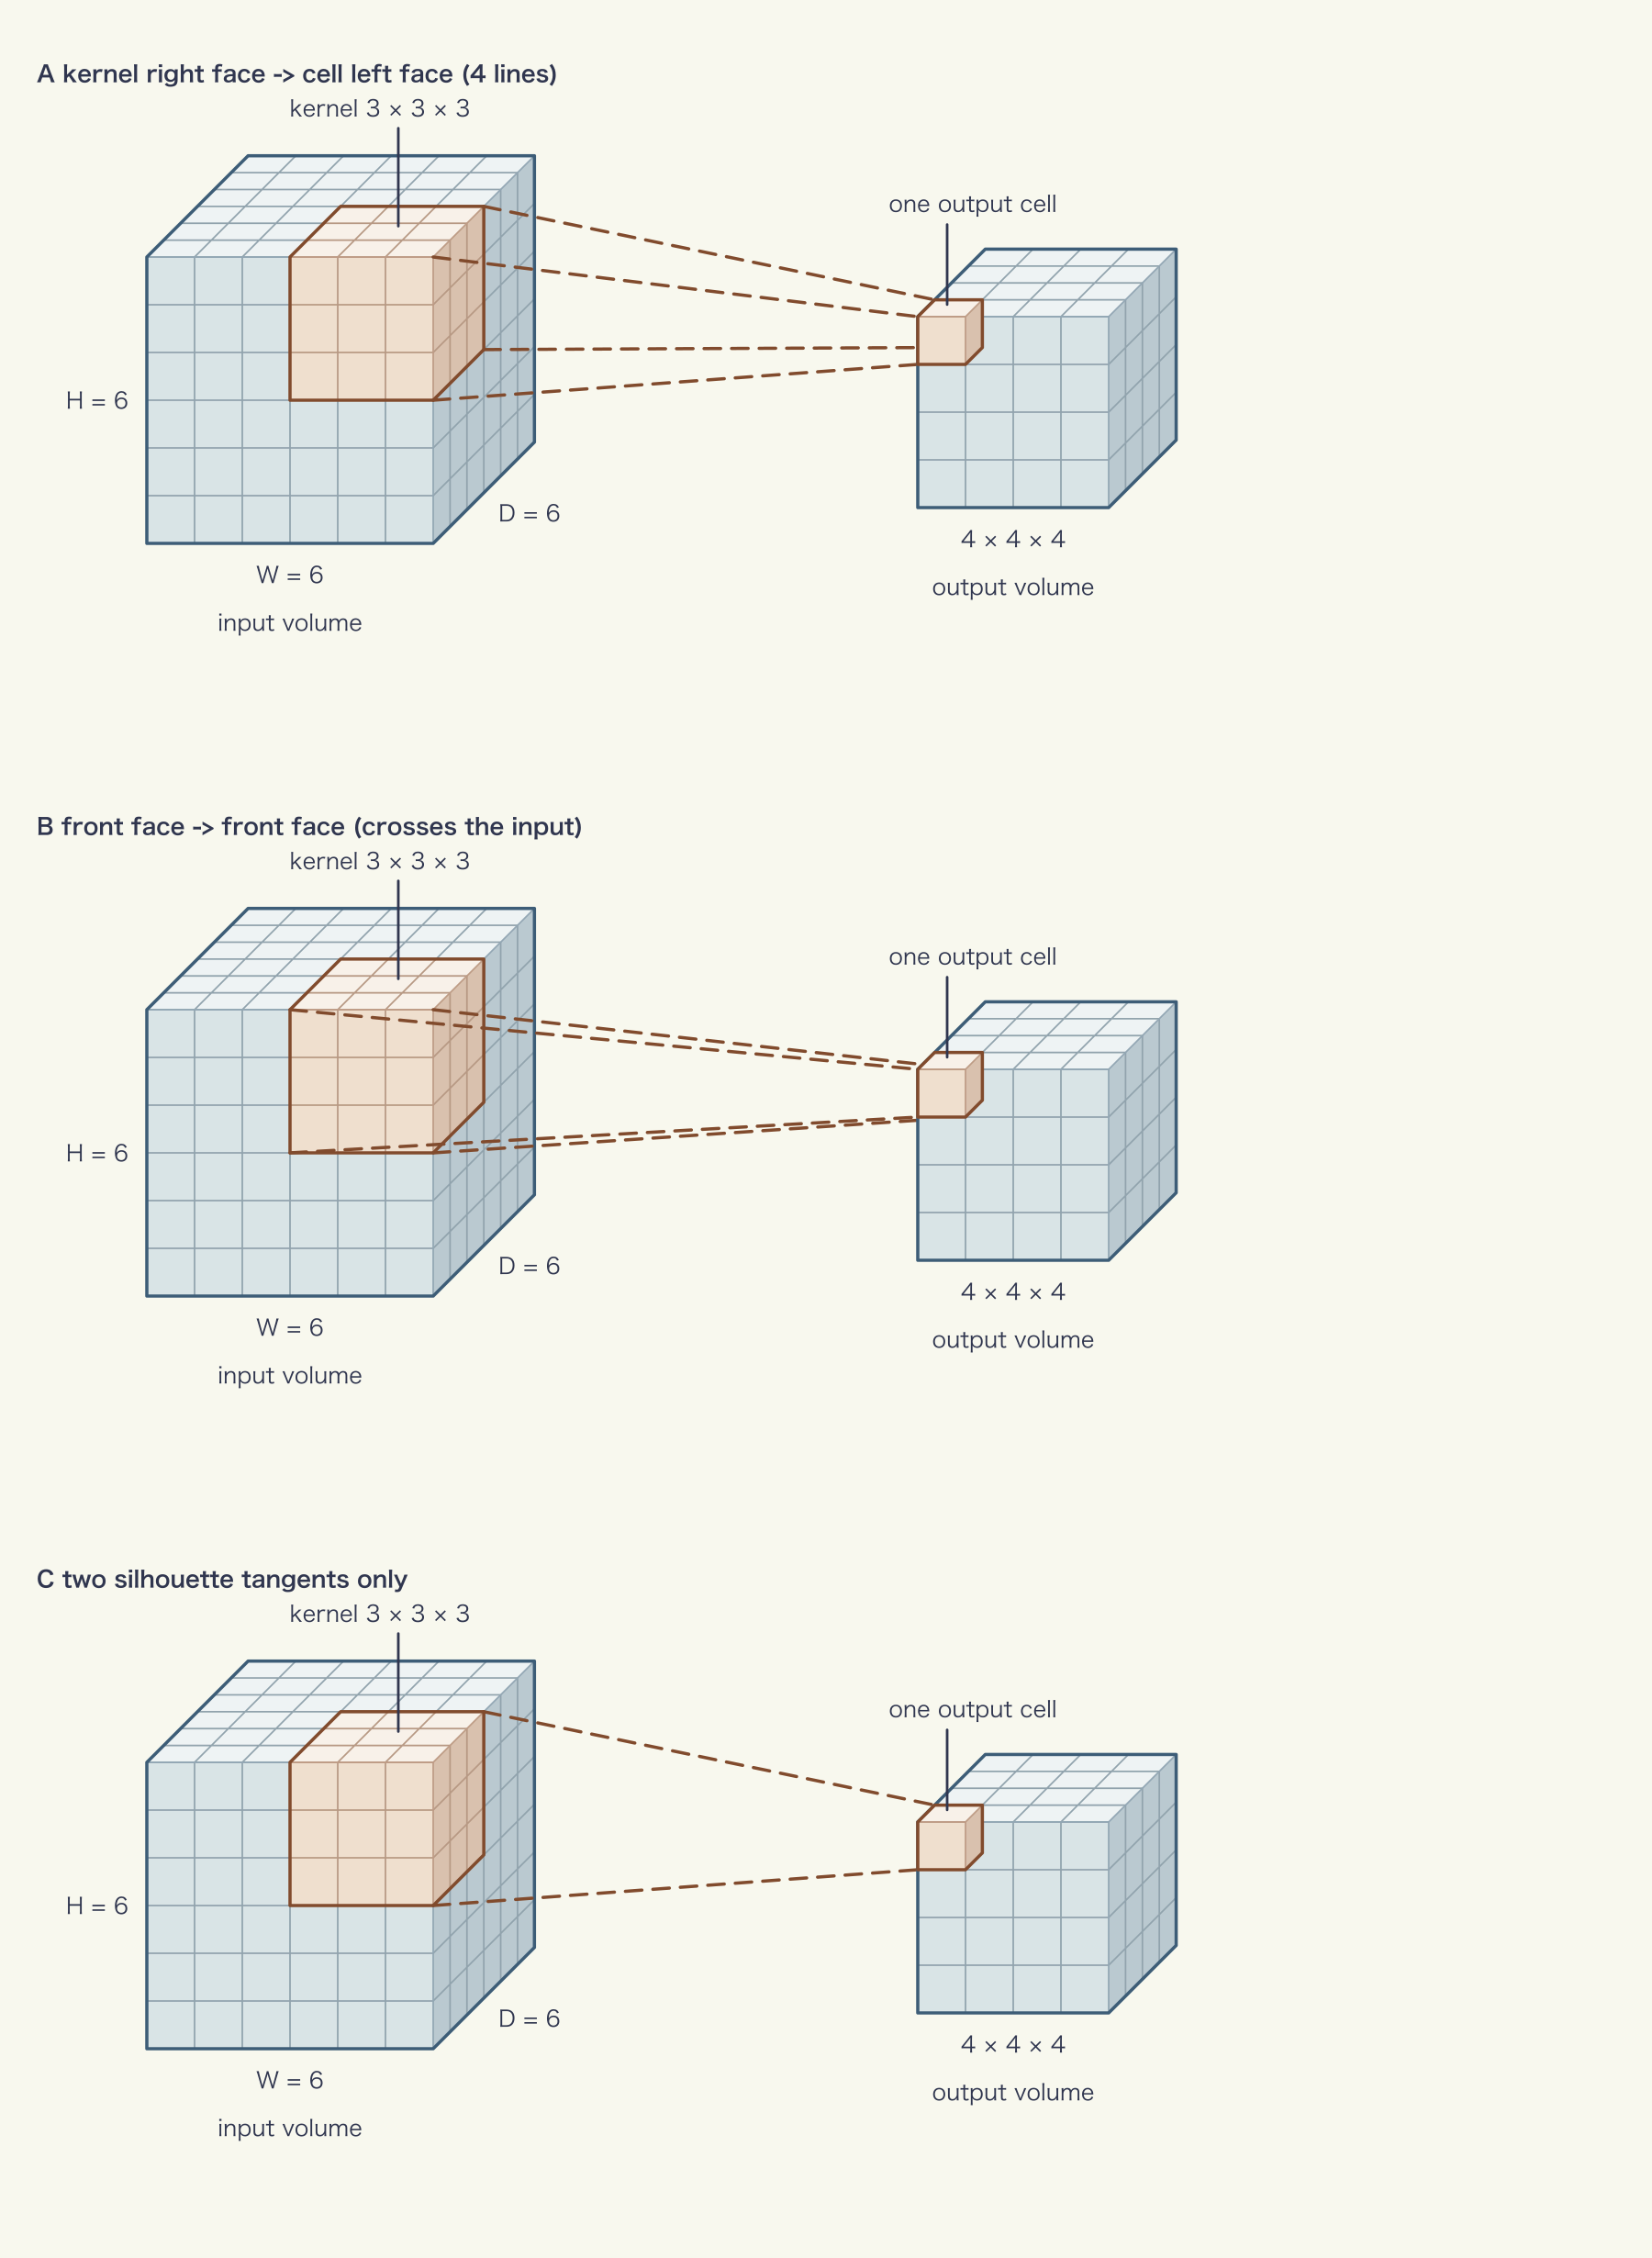 A kernel right face -> cell left face (4 lines)
kernel 3 × 3 × 3
one output cell
H = 6
D = 6
4 × 4 × 4
W = 6
output volume
input volume
B front face -> front face (crosses the input)
kernel 3 × 3 × 3
one output cell
H = 6
D = 6
4 × 4 × 4
W = 6
output volume
input volume
C two silhouette tangents only
kernel 3 × 3 × 3
one output cell
H = 6
D = 6
4 × 4 × 4
W = 6
output volume
input volume